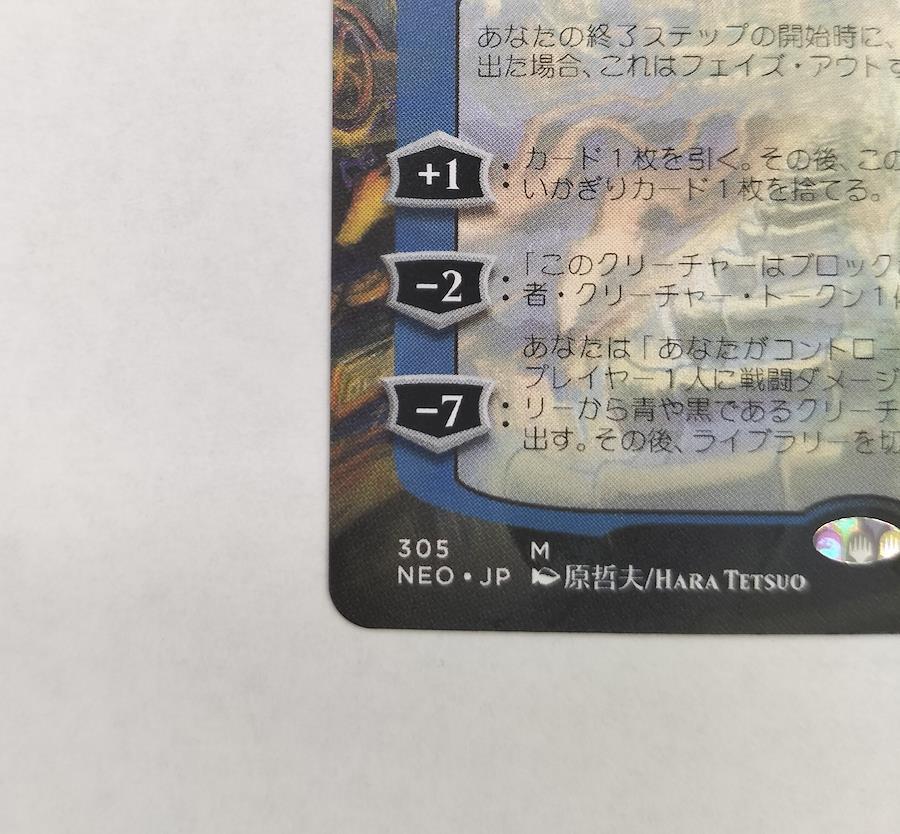 あなたの終了ステップの開始時に、
出た場合、これはフェイズ・アウトす
+1
: カード1枚を引く。その後、この
いかぎりカード1枚を捨てる。
-2
: 「このクリーチャーはブロック
者・クリーチャー・トークン1体
-7
: あなたは「あなたがコントロー
プレイヤー1人に戦闘ダメージ
リーから青や黒であるクリーチ
出す。その後、ライブラリーを切
305 M
NEO • JP 原哲夫/HARA TETSUO